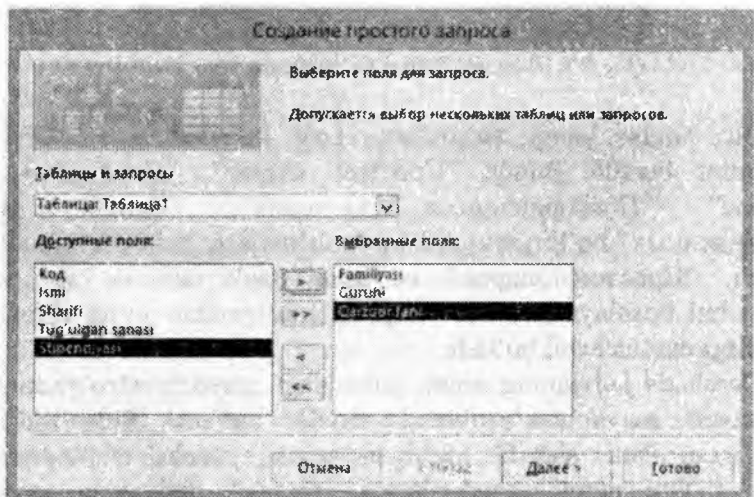 Создание простого запроса
Выберите поля для запроса.
Допускается выбор нескольких таблиц или запросов.
Таблицы и запросы
Таблица: Таблица1
Доступные поля:
Выбранные поля:
Код
Ismi
Sharifi
Tug'ulgan sanasi
Stipendiyasi
>
>>
<
<<
Familiyasi
Guruhi
Qarzdor fani
Отмена
Назад
Далее >
Готово